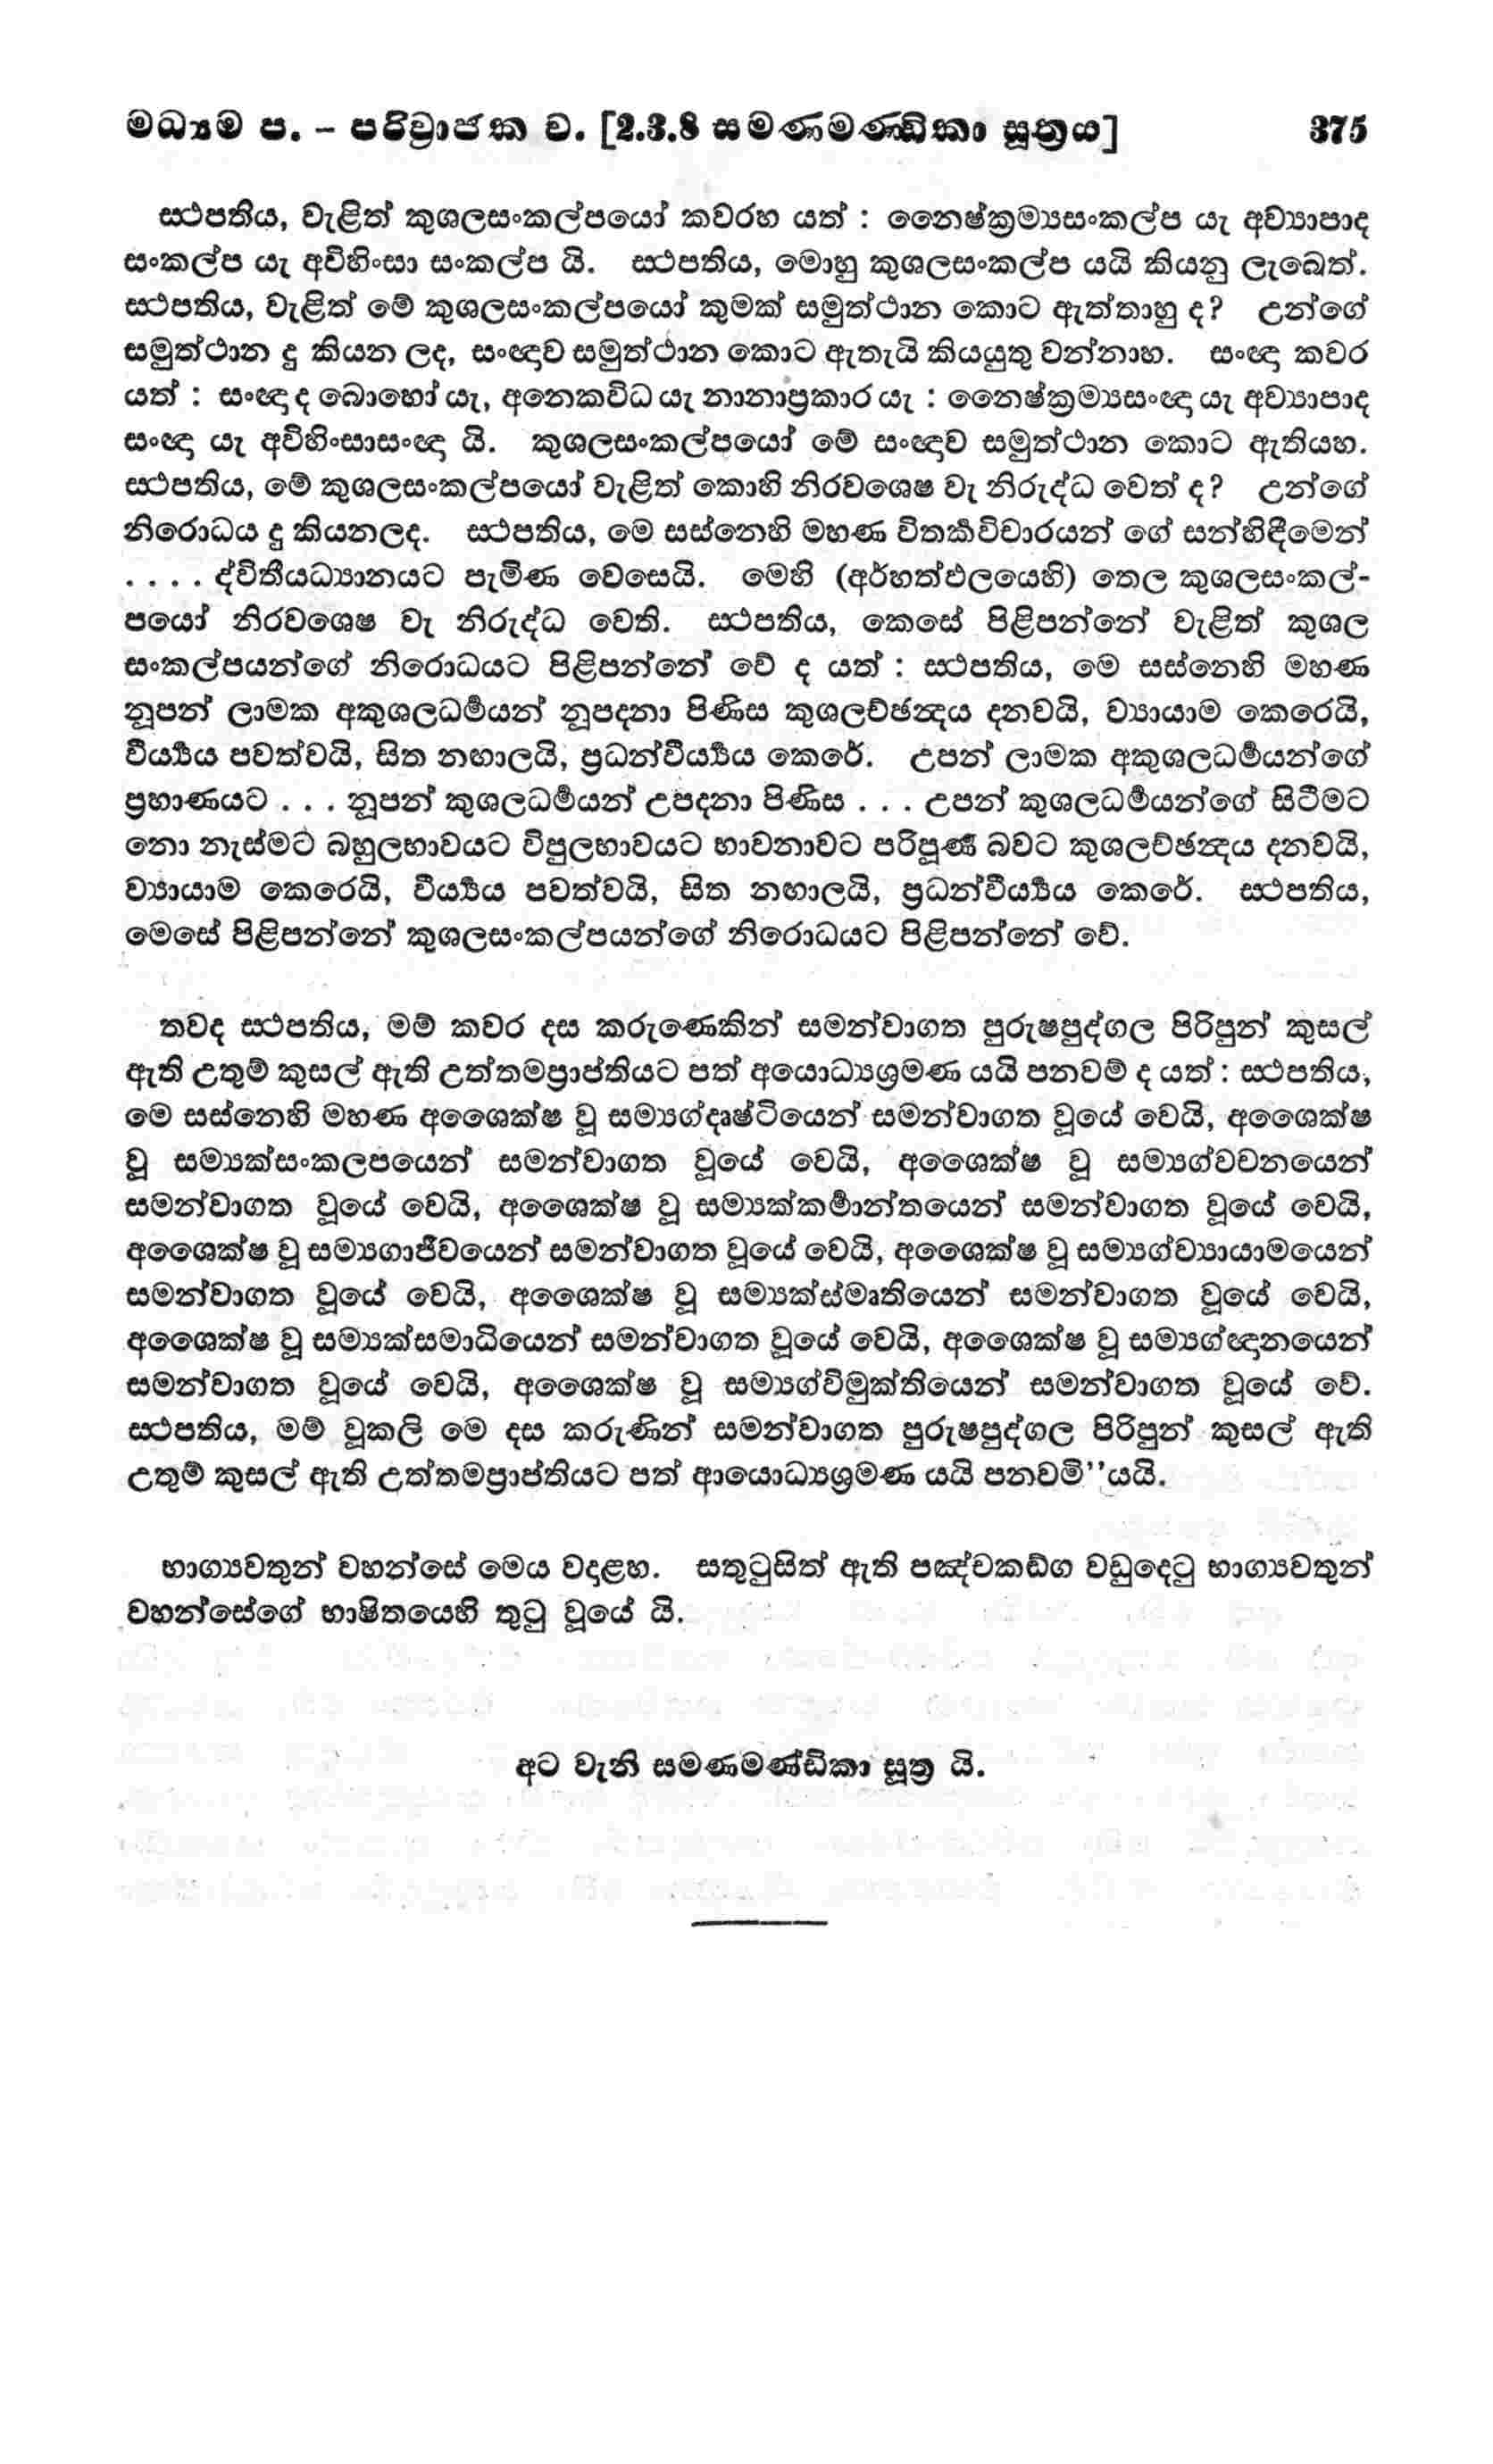 මධ්‍යම ප. – පරිව්‍රාජක ව. [2.3.8 සමණමණ්ඩිකා සූත්‍රය] 375
ස්ථපතිය, වැළිත් කුශලසංකල්පයෝ කවරහ යත් : නෛෂ්ක්‍රම්‍යසංකල්ප යැ අව්‍යාපාද
සංකල්ප යැ අවිහිංසා සංකල්ප යි. ස්ථපතිය, මොහු කුශලසංකල්ප යයි කියනු ලැබෙත්.
ස්ථපතිය, වැළිත් මේ කුශලසංකල්පයෝ කුමක් සමුත්ථාන කොට ඇත්තාහු ද? උන්ගේ
සමුත්ථාන දු කියන ලද, සංඥාව සමුත්ථාන කොට ඇතැයි කියයුතු වන්නාහ. සංඥා කවර
යත් : සංඥා ද බොහෝ යැ, අනෙකවිධ යැ නානාප්‍රකාර යැ : නෛෂ්ක්‍රම්‍යසංඥා යැ අව්‍යාපාද
සංඥා යැ අවිහිංසාසංඥා යි. කුශලසංකල්පයෝ මේ සංඥාව සමුත්ථාන කොට ඇතියහ.
ස්ථපතිය, මේ කුශලසංකල්පයෝ වැළිත් කොහි නිරවශෙෂ වැ නිරුද්ධ වෙත් ද? උන්ගේ
නිරොධය දු කියනලද. ස්ථපතිය, මෙ සස්නෙහි මහණ විතර්‍කවිචාරයන් ගේ සන්හිඳීමෙන්
. . . . ද්විතීයධ්‍යානයට පැමිණ වෙසෙයි. මෙහි (අර්හත්ඵලයෙහි) තෙල කුශලසංකල්-
පයෝ නිරවශෙෂ වැ නිරුද්ධ වෙති. ස්ථපතිය, කෙසේ පිළිපන්නේ වැළිත් කුශල
සංකල්පයන්ගේ නිරොධයට පිළිපන්නේ වේ ද යත් : ස්ථපතිය, මෙ සස්නෙහි මහණ
නූපන් ලාමක අකුශලධර්‍මයන් නූපදනා පිණිස කුශලච්ඡන්‍දය දනවයි, ව්‍යායාම කෙරෙයි,
වීර්‍ය්‍යය පවත්වයි, සිත නඟාලයි, ප්‍රධන්වීර්‍ය්‍යය කෙරේ. උපන් ලාමක අකුශලධර්‍මයන්ගේ
ප්‍රහාණයට . . . නූපන් කුශලධර්‍මයන් උපදනා පිණිස . . . උපන් කුශලධර්‍මයන්ගේ සිටීමට
නො නැස්මට බහුලභාවයට විපුලභාවයට භාවනාවට පරිපූර්‍ණ බවට කුශලච්ඡන්‍දය දනවයි,
ව්‍යායාම කෙරෙයි, වීර්‍ය්‍යය පවත්වයි, සිත නඟාලයි, ප්‍රධන්වීර්‍ය්‍යය කෙරේ. ස්ථපතිය,
මෙසේ පිළිපන්නේ කුශලසංකල්පයන්ගේ නිරොධයට පිළිපන්නේ වේ.
තවද ස්ථපතිය, මම් කවර දස කරුණෙකින් සමන්වාගත පුරුෂපුද්ගල පිරිපුන් කුසල්
ඇති උතුම් කුසල් ඇති උත්තමප්‍රාප්තියට පත් අයොධ්‍යශ්‍රමණ යයි පනවම් ද යත් : ස්ථපතිය,
මෙ සස්නෙහි මහණ අශෛක්ෂ වූ සම්‍යග්දෘෂ්ටියෙන් සමන්වාගත වූයේ වෙයි, අශෛක්ෂ
වූ සම්‍යක්සංකලපයෙන් සමන්වාගත වූයේ වෙයි, අශෛක්ෂ වූ සම්‍යග්වචනයෙන්
සමන්වාගත වූයේ වෙයි, අශෛක්ෂ වූ සම්‍යක්කර්‍මාන්තයෙන් සමන්වාගත වූයේ වෙයි,
අශෛක්ෂ වූ සම්‍යගාජීවයෙන් සමන්වාගත වූයේ වෙයි, අශෛක්ෂ වූ සම්‍යග්ව්‍යායාමයෙන්
සමන්වාගත වූයේ වෙයි, අශෛක්ෂ වූ සම්‍යක්ස්මෘතියෙන් සමන්වාගත වූයේ වෙයි,
අශෛක්ෂ වූ සම්‍යක්සමාධියෙන් සමන්වාගත වූයේ වෙයි, අශෛක්ෂ වූ සම්‍යග්ඥානයෙන්
සමන්වාගත වූයේ වෙයි, අශෛක්ෂ වූ සම්‍යග්විමුක්තියෙන් සමන්වාගත වූයේ වේ.
ස්ථපතිය, මම් වූකලි මෙ දස කරුණින් සමන්වාගත පුරුෂපුද්ගල පිරිපුන් කුසල් ඇති
උතුම් කුසල් ඇති උත්තමප්‍රාප්තියට පත් ආයොධ්‍යශ්‍රමණ යයි පනවමි’’යයි.
භාග්‍යවතුන් වහන්සේ මෙය වදාළහ. සතුටුසිත් ඇති පඤ්චකඞ්ග වඩුදෙටු භාග්‍යවතුන්
වහන්සේගේ භාෂිතයෙහි තුටු වූයේ යි.
අට වැනි සමණමණ්ඩිකා සූත්‍ර යි.